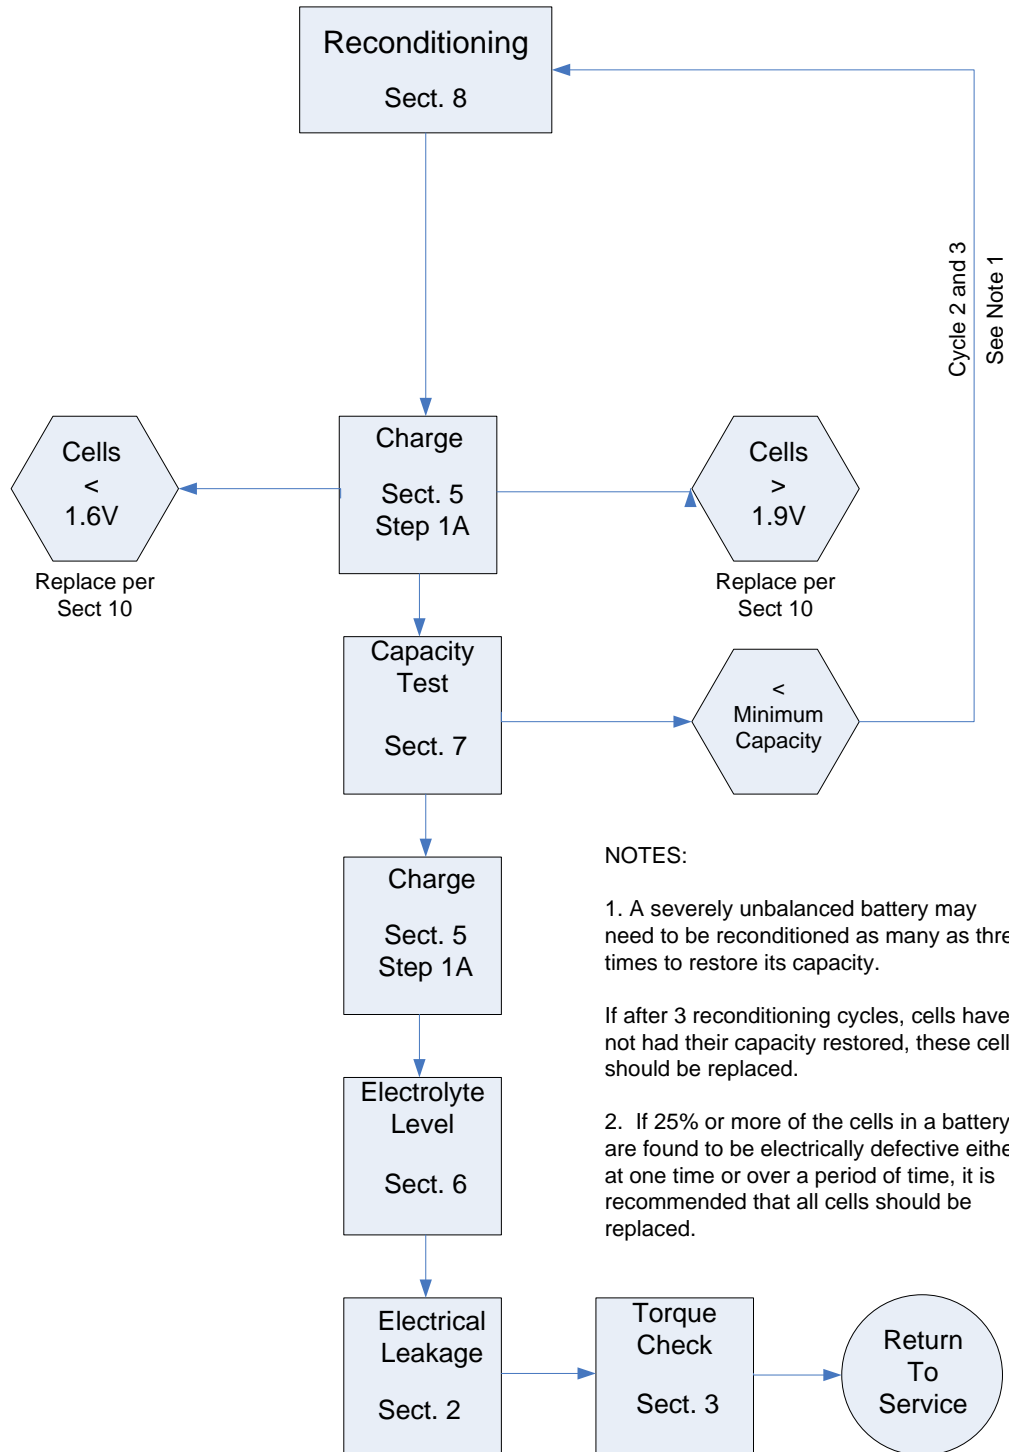 Reconditioning
Sect. 8
Cycle 2 and 3
See Note 1
Cells
<
1.6V
Replace per
Sect 10
Charge
Sect. 5
Step 1A
Cells
>
1.9V
Replace per
Sect 10
Capacity
Test
Sect. 7
<
Minimum
Capacity
Charge
Sect. 5
Step 1A
NOTES:
1. A severely unbalanced battery may
need to be reconditioned as many as thre
times to restore its capacity.
If after 3 reconditioning cycles, cells have
not had their capacity restored, these cell
should be replaced.
2. If 25% or more of the cells in a battery
are found to be electrically defective eithe
at one time or over a period of time, it is
recommended that all cells should be
replaced.
Electrolyte
Level
Sect. 6
Electrical
Leakage
Sect. 2
Torque
Check
Sect. 3
Return
To
Service